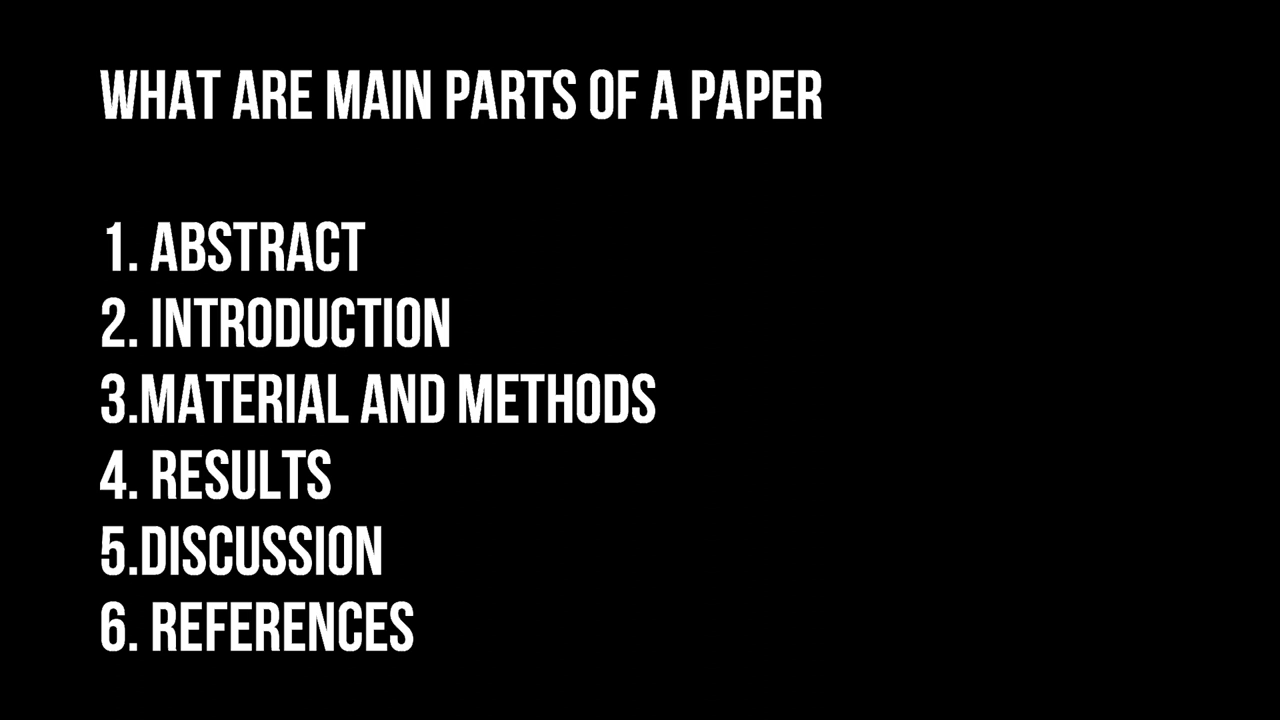 WHAT ARE MAIN PARTS OF A PAPER
1. ABSTRACT
2. INTRODUCTION
3.MATERIAL AND METHODS
4. RESULTS
5.DISCUSSION
6. REFERENCES